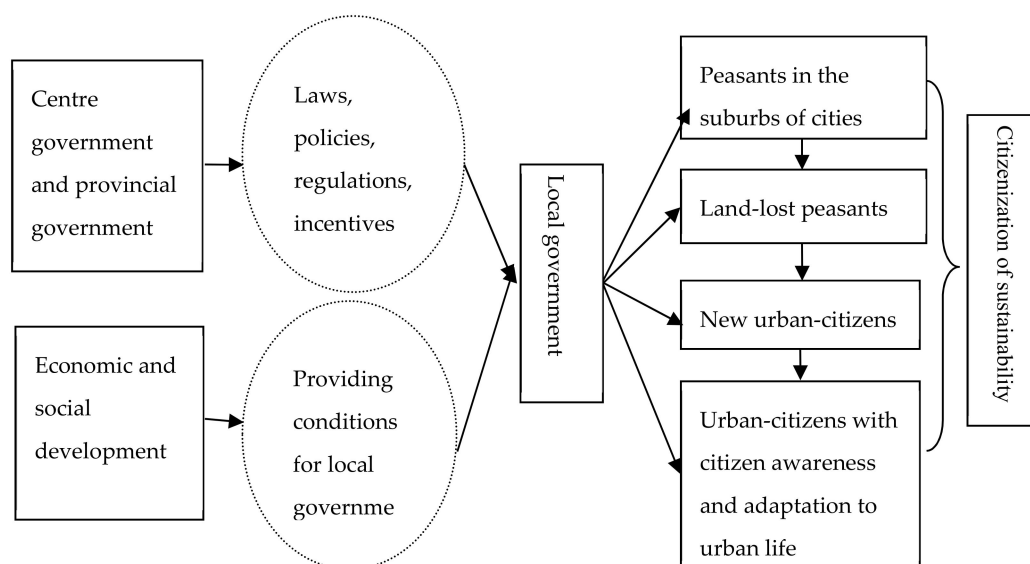 Centre
government
and provincial
government
Laws,
policies,
regulations,
incentives
Economic and
social
development
Providing
conditions
for local
governme
Local government
Peasants in the
suburbs of cities
Land-lost peasants
New urban-citizens
Urban-citizens with
citizen awareness
and adaptation to
urban life
Citizenization of sustainability